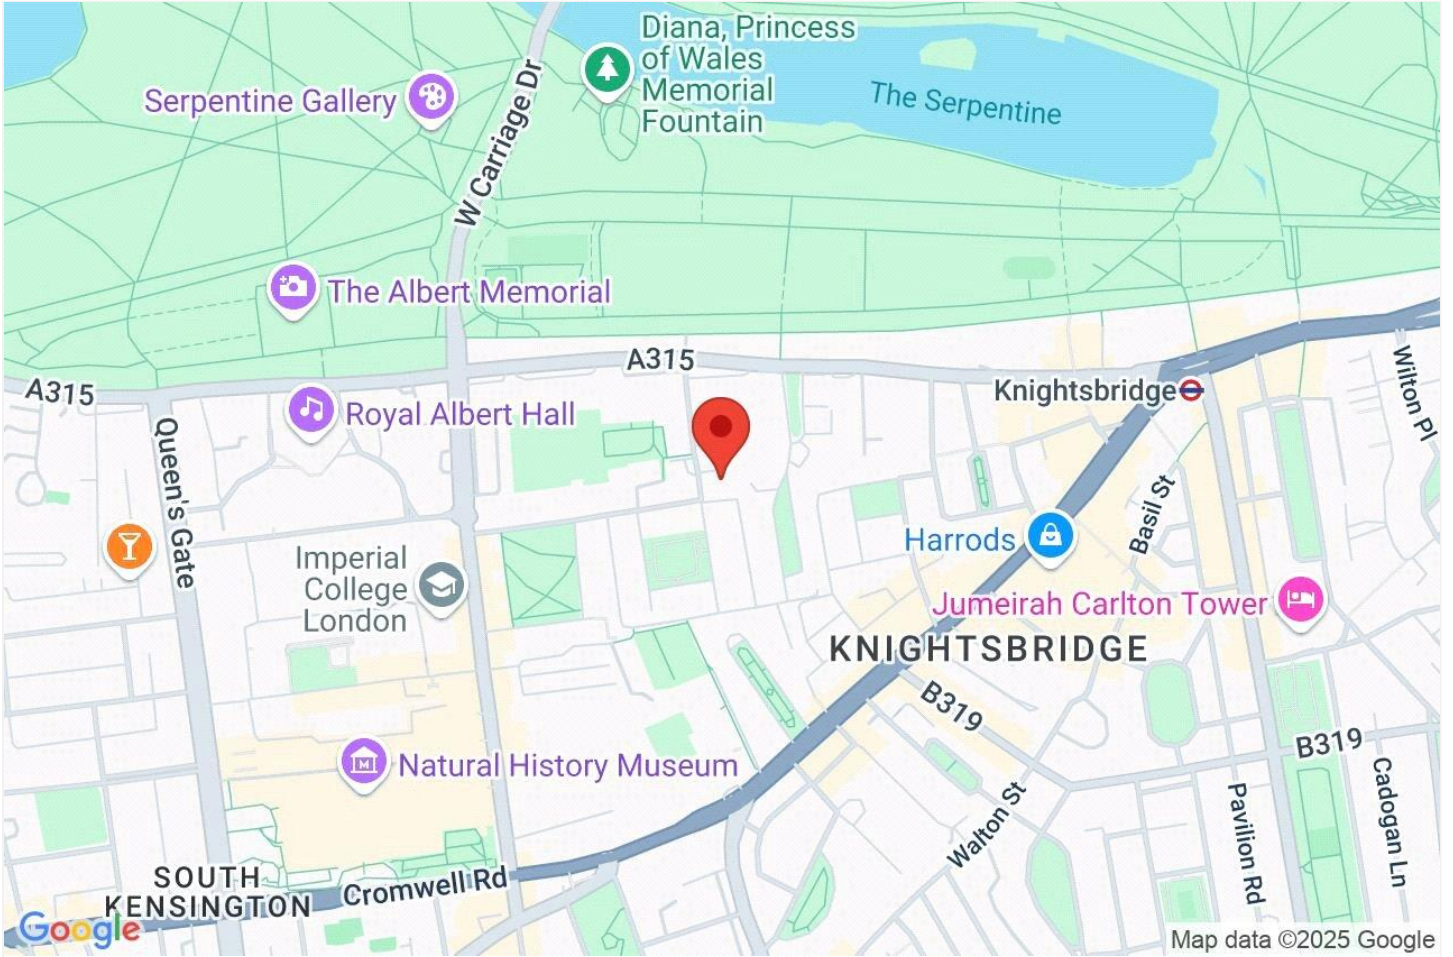 Diana, Princess
of Wales
Memorial
Fountain
Serpentine Gallery
The Serpentine
W Carriage Dr
The Albert Memorial
A315
A315
Knightsbridge
Wilton Pl
Royal Albert Hall
Queen's Gate
Basil St
Harrods
Imperial
College
London
Jumeirah Carlton Tower
KNIGHTSBRIDGE
B319
B319
Natural History Museum
Walton St
Pavilion Rd
Cadogan Ln
SOUTH
KENSINGTON
Cromwell Rd
Google
Map data ©2025 Google